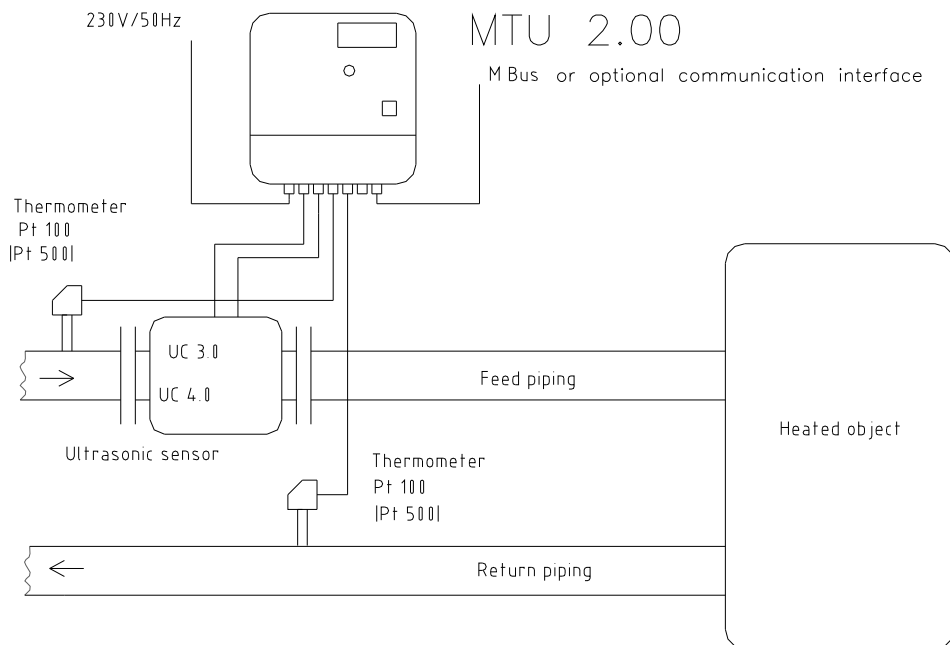 230V/50Hz
MTU 2.00
M Bus or optional communication interface
Thermometer
Pt 100
|Pt 500|
UC 3.0
UC 4.0
Feed piping
Ultrasonic sensor
Heated object
Thermometer
Pt 100
|Pt 500|
Return piping